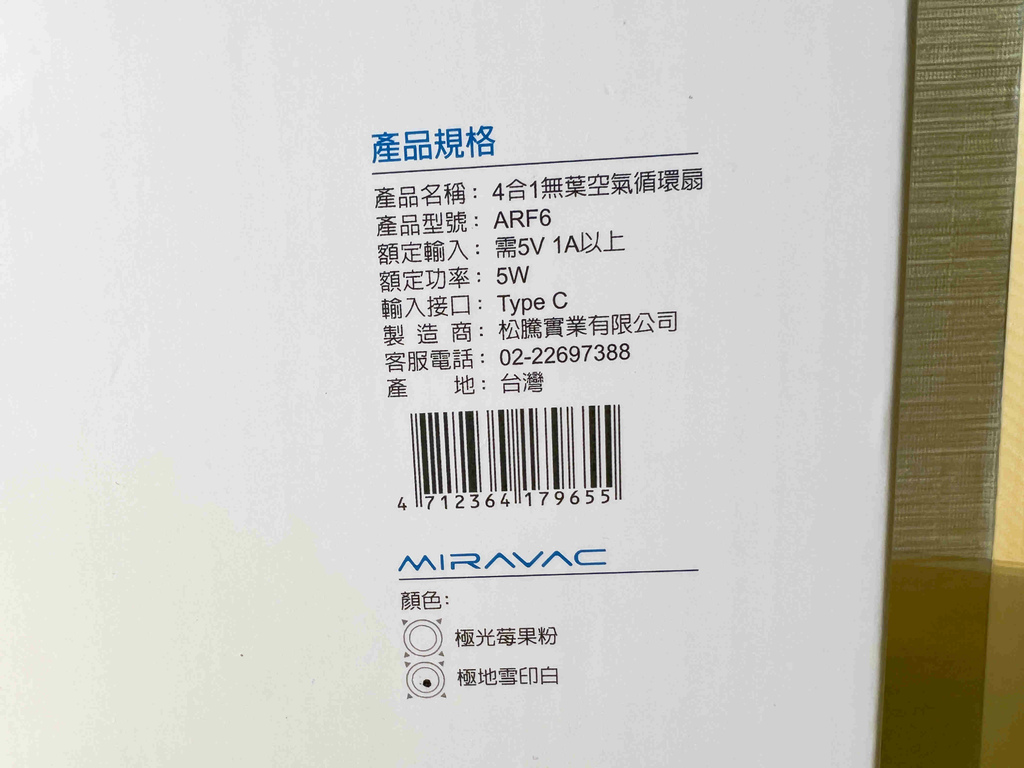 產品規格
產品名稱：4合1無葉空氣循環扇
產品型號：ARF6
額定輸入：需5V 1A以上
額定功率：5W
輸入接口：Type C
製造商：松騰實業有限公司
客服電話：02-22697388
產地：台灣
4 712364 179655
MIRAVAC
顏色：
極光莓果粉
極地雪印白